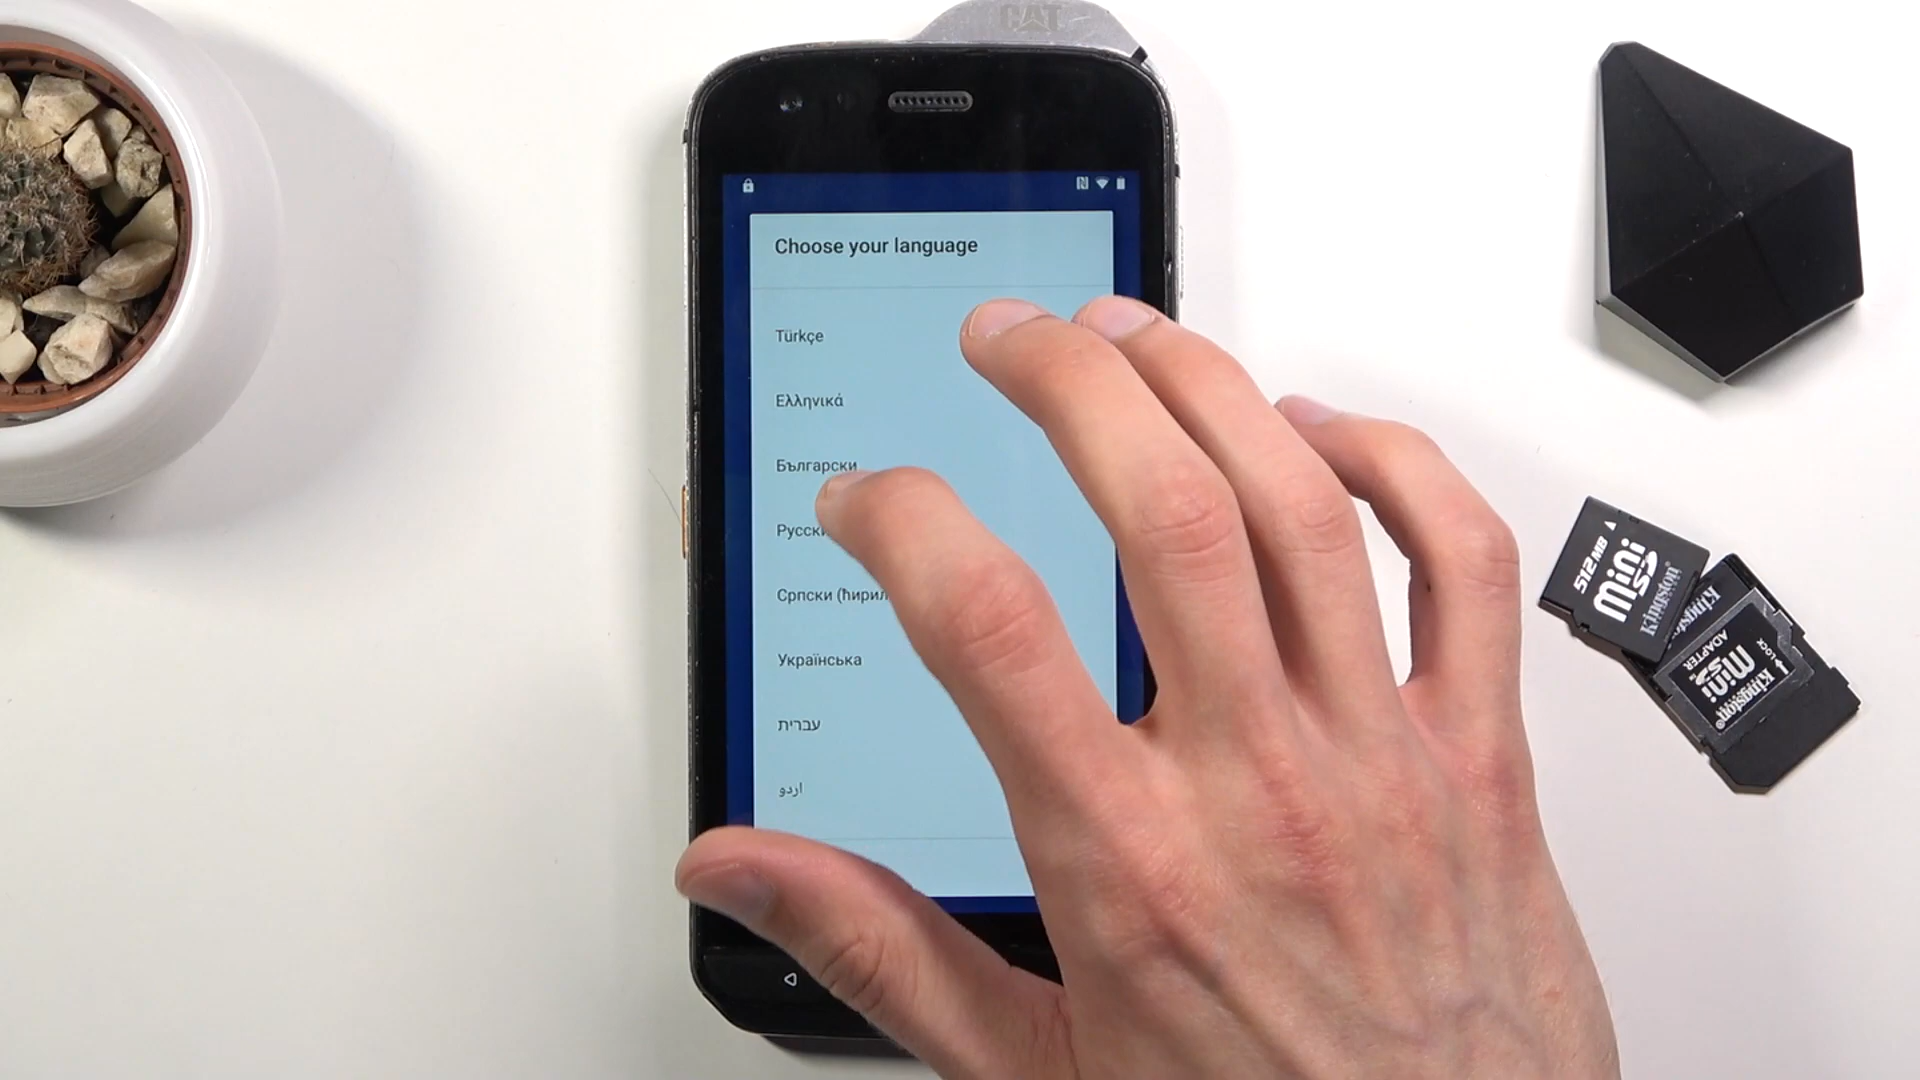 CAT
Choose your language
Türkçe
Ελληνικά
Български
Русски
Српски (ћирил
Українська
עברית
اردو
512MB
mini
SD
Kingston
Kingston
ADAPTER
LOCK
mini
SD
Kingston